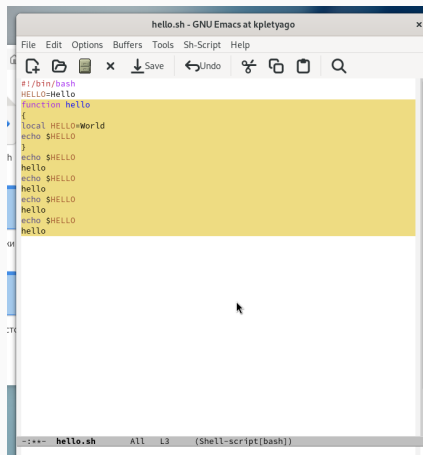 hello.sh - GNU Emacs at kpletyago
File Edit Options Buffers Tools Sh-Script Help
Save Undo
#!/bin/bash
HELLO=Hello
function hello
{
local HELLO=World
echo $HELLO
}
echo $HELLO
hello
echo $HELLO
hello
echo $HELLO
hello
echo $HELLO
hello
-:**- hello.sh All L3 (Shell-script[bash])